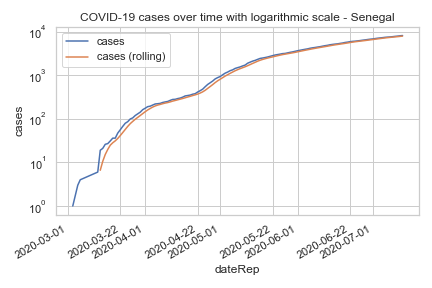 COVID-19 cases over time with logarithmic scale - Senegal
cases
cases (rolling)
10⁴
10³
10²
10¹
10⁰
cases
2020-03-01
2020-03-22
2020-04-01
2020-04-22
2020-05-01
2020-05-22
2020-06-01
2020-06-22
2020-07-01
dateRep